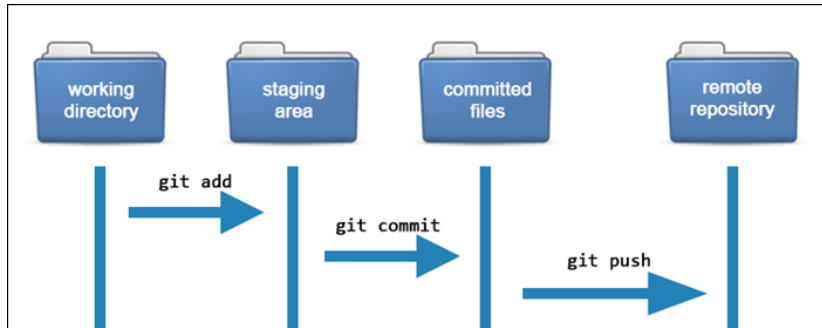 working
directory
staging
area
committed
files
remote
repository
git add
git commit
git push